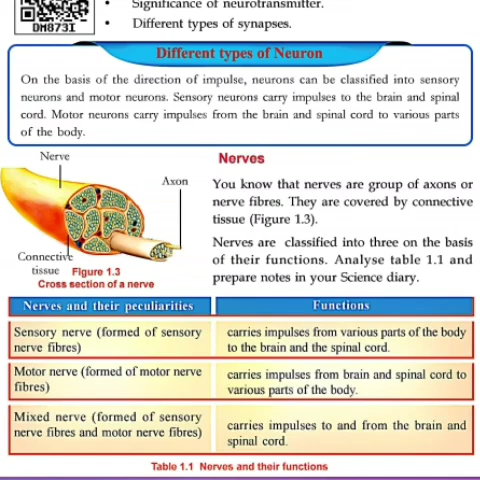 Significance of neurotransmitter.
DM873I
• Different types of synapses.
Different types of Neuron
On the basis of the direction of impulse, neurons can be classified into sensory
neurons and motor neurons. Sensory neurons carry impulses to the brain and spinal
cord. Motor neurons carry impulses from the brain and spinal cord to various parts
of the body.
Nerve
Axon
Connective
tissue
Figure 1.3
Cross section of a nerve
Nerves
You know that nerves are group of axons or
nerve fibres. They are covered by connective
tissue (Figure 1.3).
Nerves are classified into three on the basis
of their functions. Analyse table 1.1 and
prepare notes in your Science diary.
Nerves and their peculiarities
Functions
Sensory nerve (formed of sensory
nerve fibres)
carries impulses from various parts of the body
to the brain and the spinal cord.
Motor nerve (formed of motor nerve
fibres)
carries impulses from brain and spinal cord to
various parts of the body.
Mixed nerve (formed of sensory
nerve fibres and motor nerve fibres)
carries impulses to and from the brain and
spinal cord.
Table 1.1 Nerves and their functions